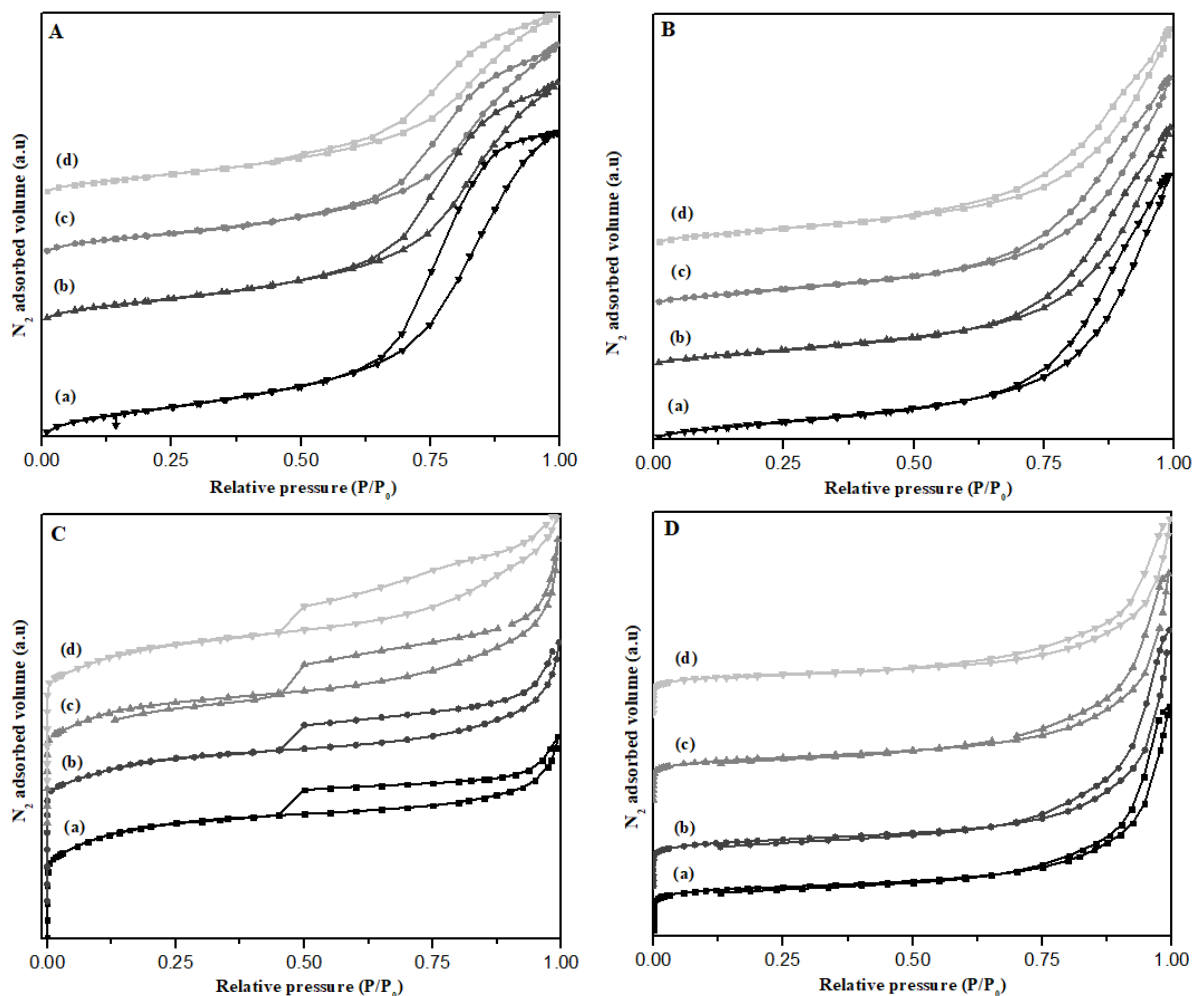 A
N2 adsorbed volume (a.u)
(d)
(c)
(b)
(a)
0.00 0.25 0.50 0.75 1.00
Relative pressure (P/P0)
B
N2 adsorbed volume (a.u)
(d)
(c)
(b)
(a)
0.00 0.25 0.50 0.75 1.00
Relative pressure (P/P0)
C
N2 adsorbed volume (a.u)
(d)
(c)
(b)
(a)
0.00 0.25 0.50 0.75 1.00
Relative pressure (P/P0)
D
N2 adsorbed volume (a.u)
(d)
(c)
(b)
(a)
0.00 0.25 0.50 0.75 1.00
Relative pressure (P/P0)